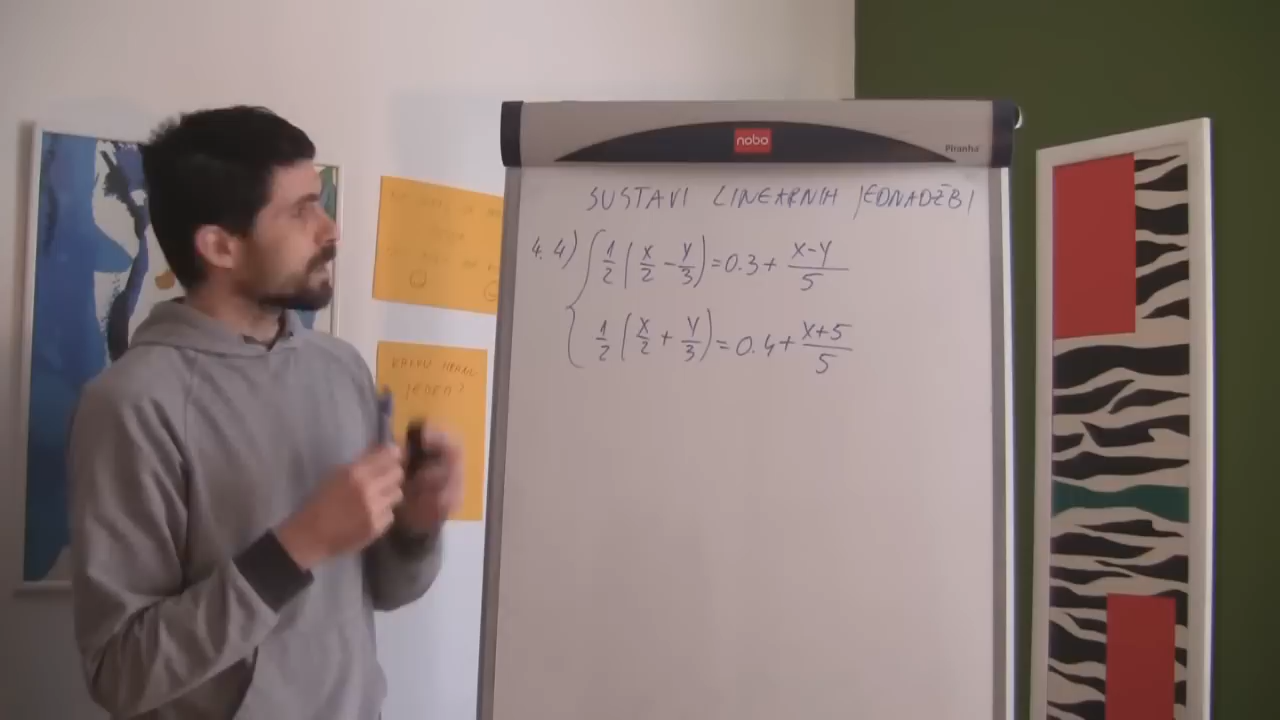 nobo
Piranha
SUSTAVI LINEARNIH JEDNADŽBI
4.4) { 1/2 (x/2 - y/3) = 0.3 + x-y/5
1/2 (x/2 + y/3) = 0.4 + x+5/5
JEDEN?